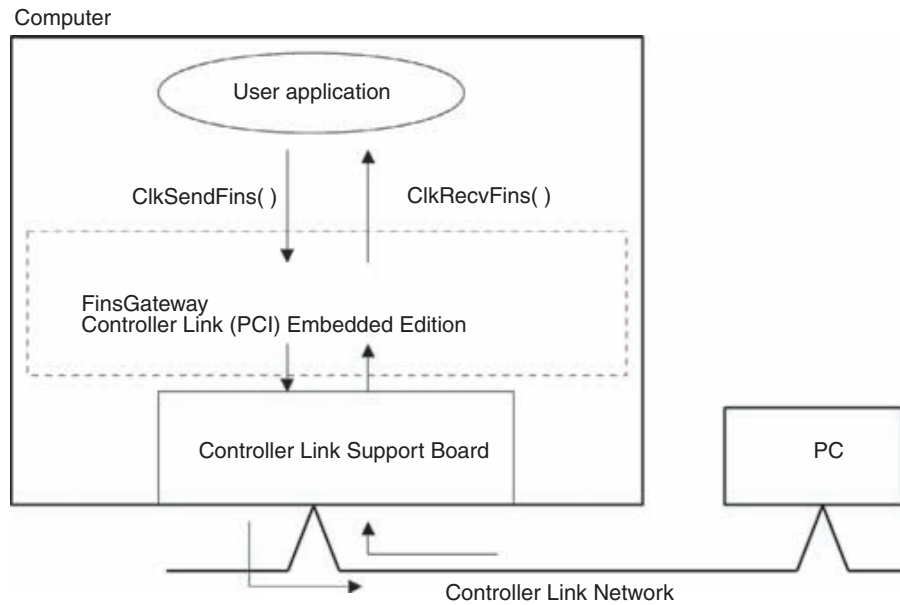 Computer
User application
ClkSendFins( )
ClkRecvFins( )
FinsGateway
Controller Link (PCI) Embedded Edition
Controller Link Support Board
PC
Controller Link Network